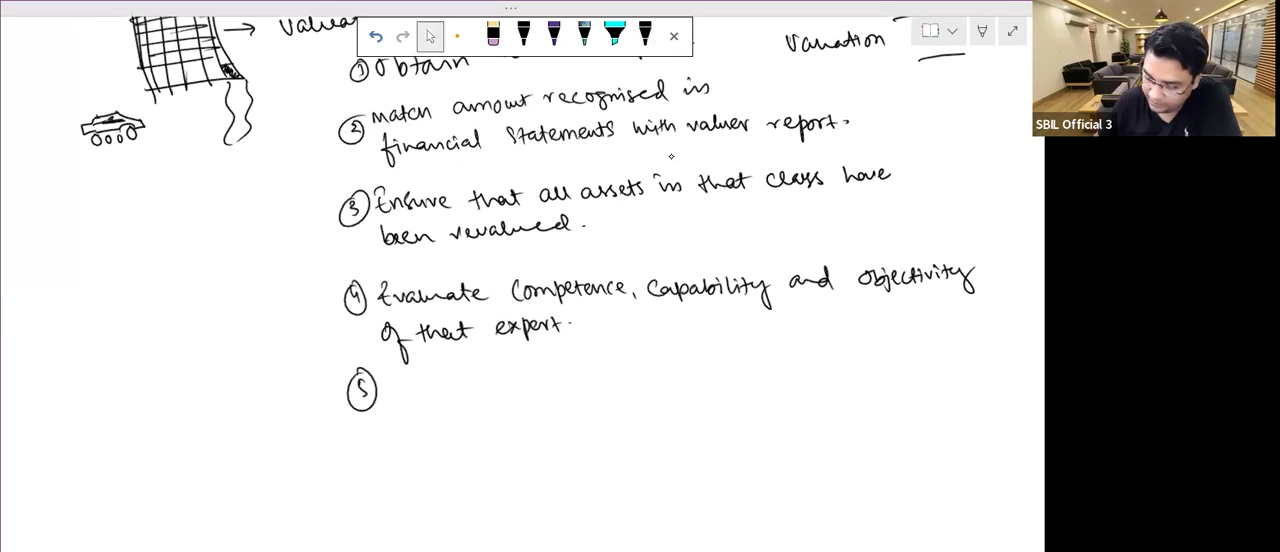 Variation
① Obtain
② Match amount recognised in
financial statements with valuer report.
③ Ensure that all assets in that class have
been revalued.
④ Evaluate Competence, Capability and objectivity
of that expert.
⑤
SBIL Official 3